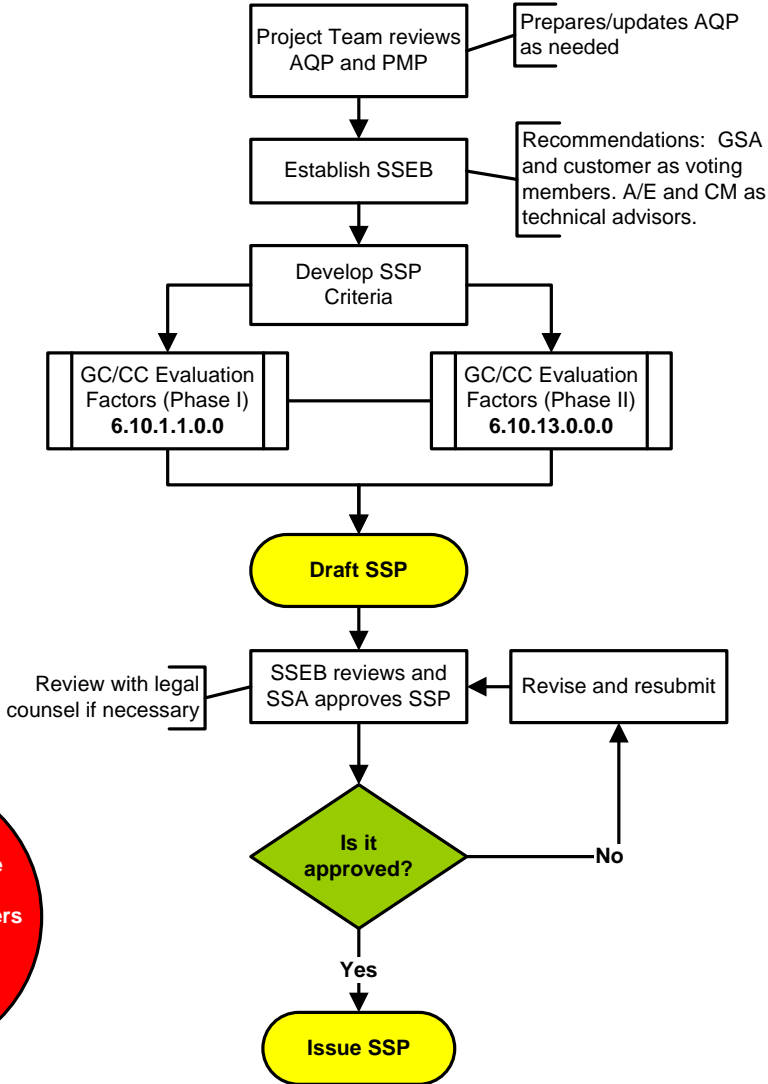 Project Team reviews
AQP and PMP
Prepares/updates AQP
as needed
Establish SSEB
Recommendations: GSA
and customer as voting
members. A/E and CM as
technical advisors.
Develop SSP
Criteria
GC/CC Evaluation
Factors (Phase I)
6.10.1.1.0.0
GC/CC Evaluation
Factors (Phase II)
6.10.13.0.0.0
Draft SSP
Review with legal
counsel if necessary
SSEB reviews and
SSA approves SSP
Revise and resubmit
Is it
approved?
No
Yes
Issue SSP